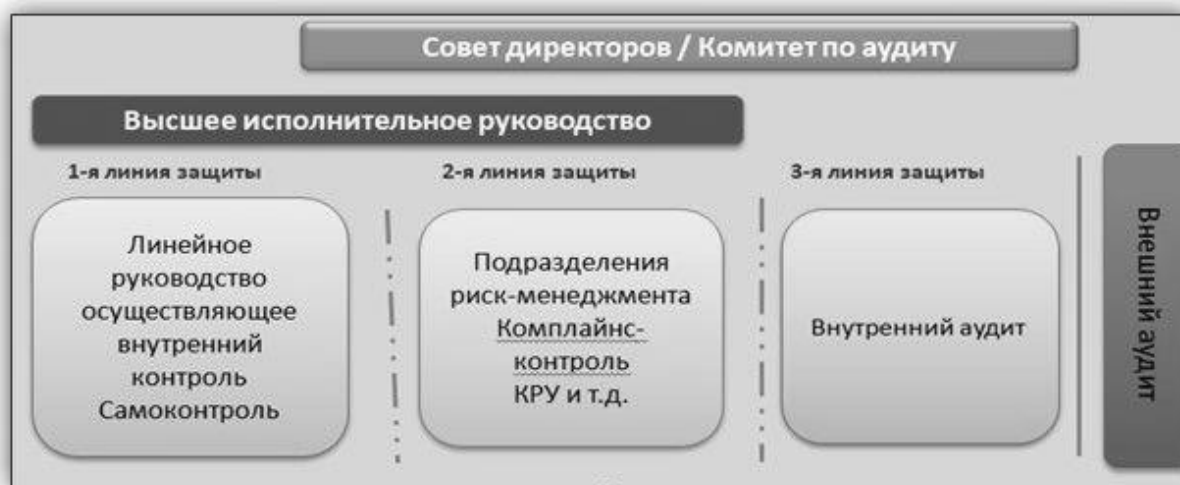 Совет директоров / Комитет по аудиту
Высшее исполнительное руководство
1-я линия защиты
2-я линия защиты
3-я линия защиты
Линейное
руководство
осуществляющее
внутренний
контроль
Самоконтроль
Подразделения
риск-менеджмента
Комплайнс-
контроль
КРУ и т.д.
Внутренний аудит
Внешний аудит